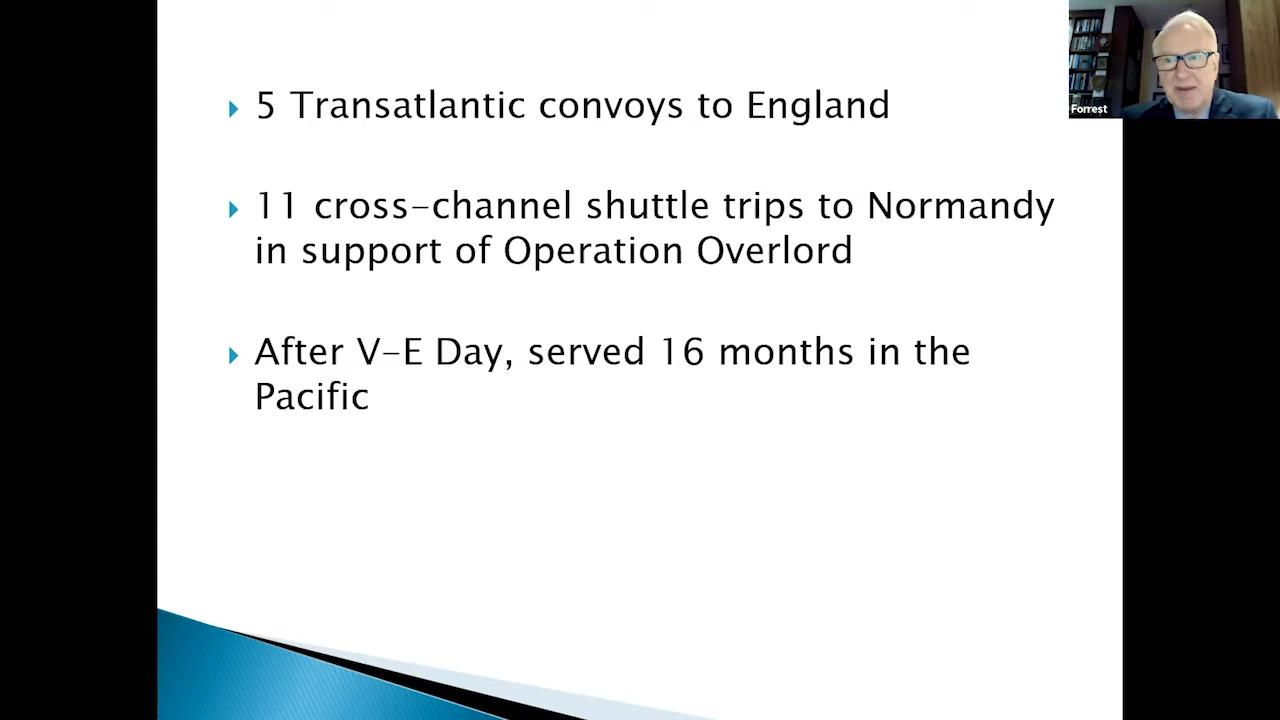 5 Transatlantic convoys to England
11 cross-channel shuttle trips to Normandy
in support of Operation Overlord
After V-E Day, served 16 months in the
Pacific
Forrest